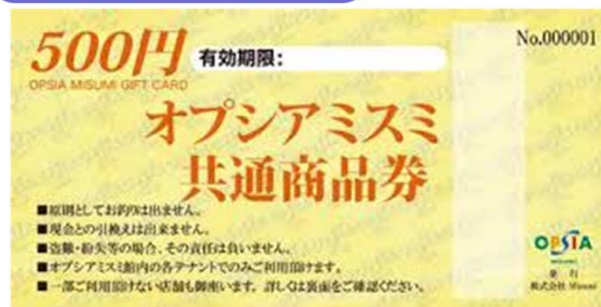 500円
有効期限：
No.000001
OPSIA MISUMI GIFT CARD
オプシアミスミ
共通商品券
■原則としてお釣りは出ません。
■現金との引換えは出来ません。
■盗難・紛失等の場合、その責任は負いません。
■オプシアミスミ館内の各テナントでのみご利用頂けます。
■一部ご利用頂けない店舗も御座います。詳しくは裏面をご確認ください。
OPSIA
MISUMI
発行
株式会社 Misumi